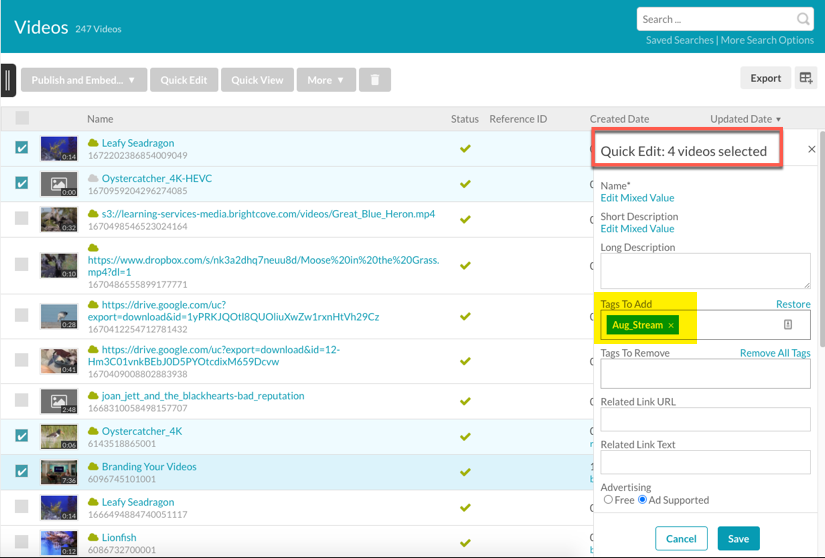 Videos 247 Videos
Search ...
Saved Searches | More Search Options
Publish and Embed... Quick Edit Quick View More
Export
Name Status Reference ID Created Date Updated Date
Quick Edit: 4 videos selected
0:14 Leafy Seadragon
1672202386854009049
0:00 Oystercatcher_4K-HEVC
1670959204296274085
0:32 s3://learning-services-media.brightcove.com/videos/Great_Blue_Heron.mp4
1670498546523024164
https://www.dropbox.com/s/nk3a2dhq7neuu8d/Moose%20in%20the%20Grass.
0:10 mp4?dl=1
1670486555899177771
https://drive.google.com/uc?
0:28 export=download&id=1yPRKJQOtI8QUOliuXwZw1rxnHtVh29Cz
1670412254712781432
https://drive.google.com/uc?export=download&id=12-
0:41 Hm3C01vnkBEbJ0D5PYOtcdixM659Dcvw
1670409008802883938
2:48 joan_jett_and_the_blackhearts-bad_reputation
1668310058498157707
0:06 Oystercatcher_4K
6143518865001
7:36 Branding Your Videos
6096745101001
0:14 Leafy Seadragon
1666494884740051117
0:12 Lionfish
6086732700001
Name*
Edit Mixed Value
Short Description
Edit Mixed Value
Long Description
Tags To Add Restore
Aug_Stream ×
Tags To Remove Remove All Tags
Related Link URL
Related Link Text
Advertising
Free Ad Supported
Cancel Save